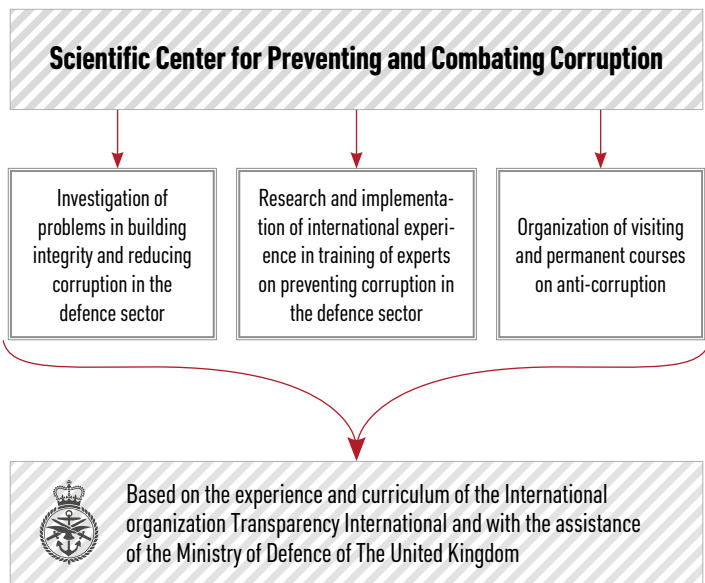 Scientific Center for Preventing and Combating Corruption
Investigation of
problems in building
integrity and reducing
corruption in the
defence sector
Research and implementa-
tion of international experi-
ence in training of experts
on preventing corruption in
the defence sector
Organization of visiting
and permanent courses
on anti-corruption
Based on the experience and curriculum of the International
organization Transparency International and with the assistance
of the Ministry of Defence of The United Kingdom